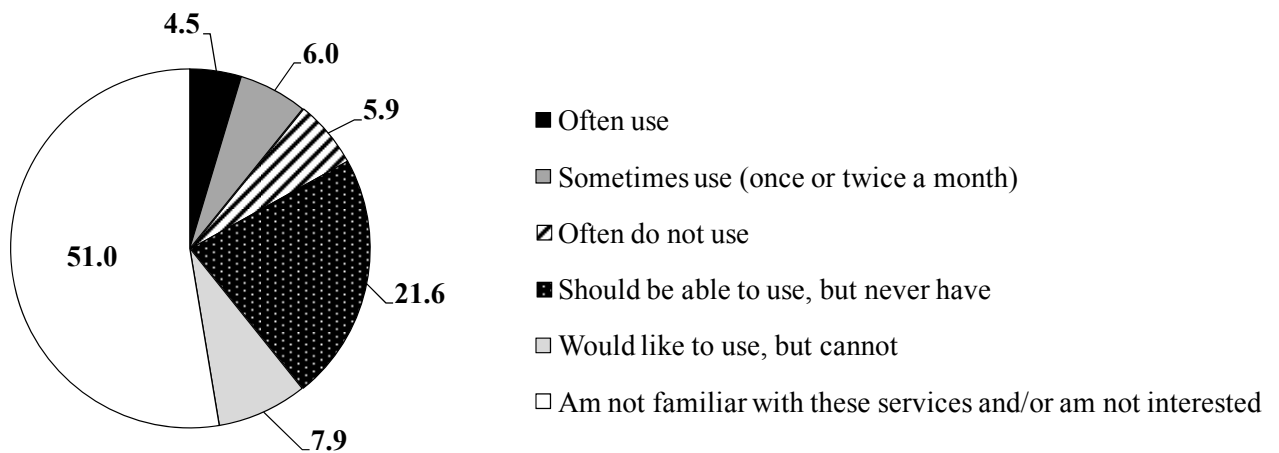 4.5
6.0
5.9
21.6
7.9
51.0
Often use
Sometimes use (once or twice a month)
Often do not use
Should be able to use, but never have
Would like to use, but cannot
Am not familiar with these services and/or am not interested